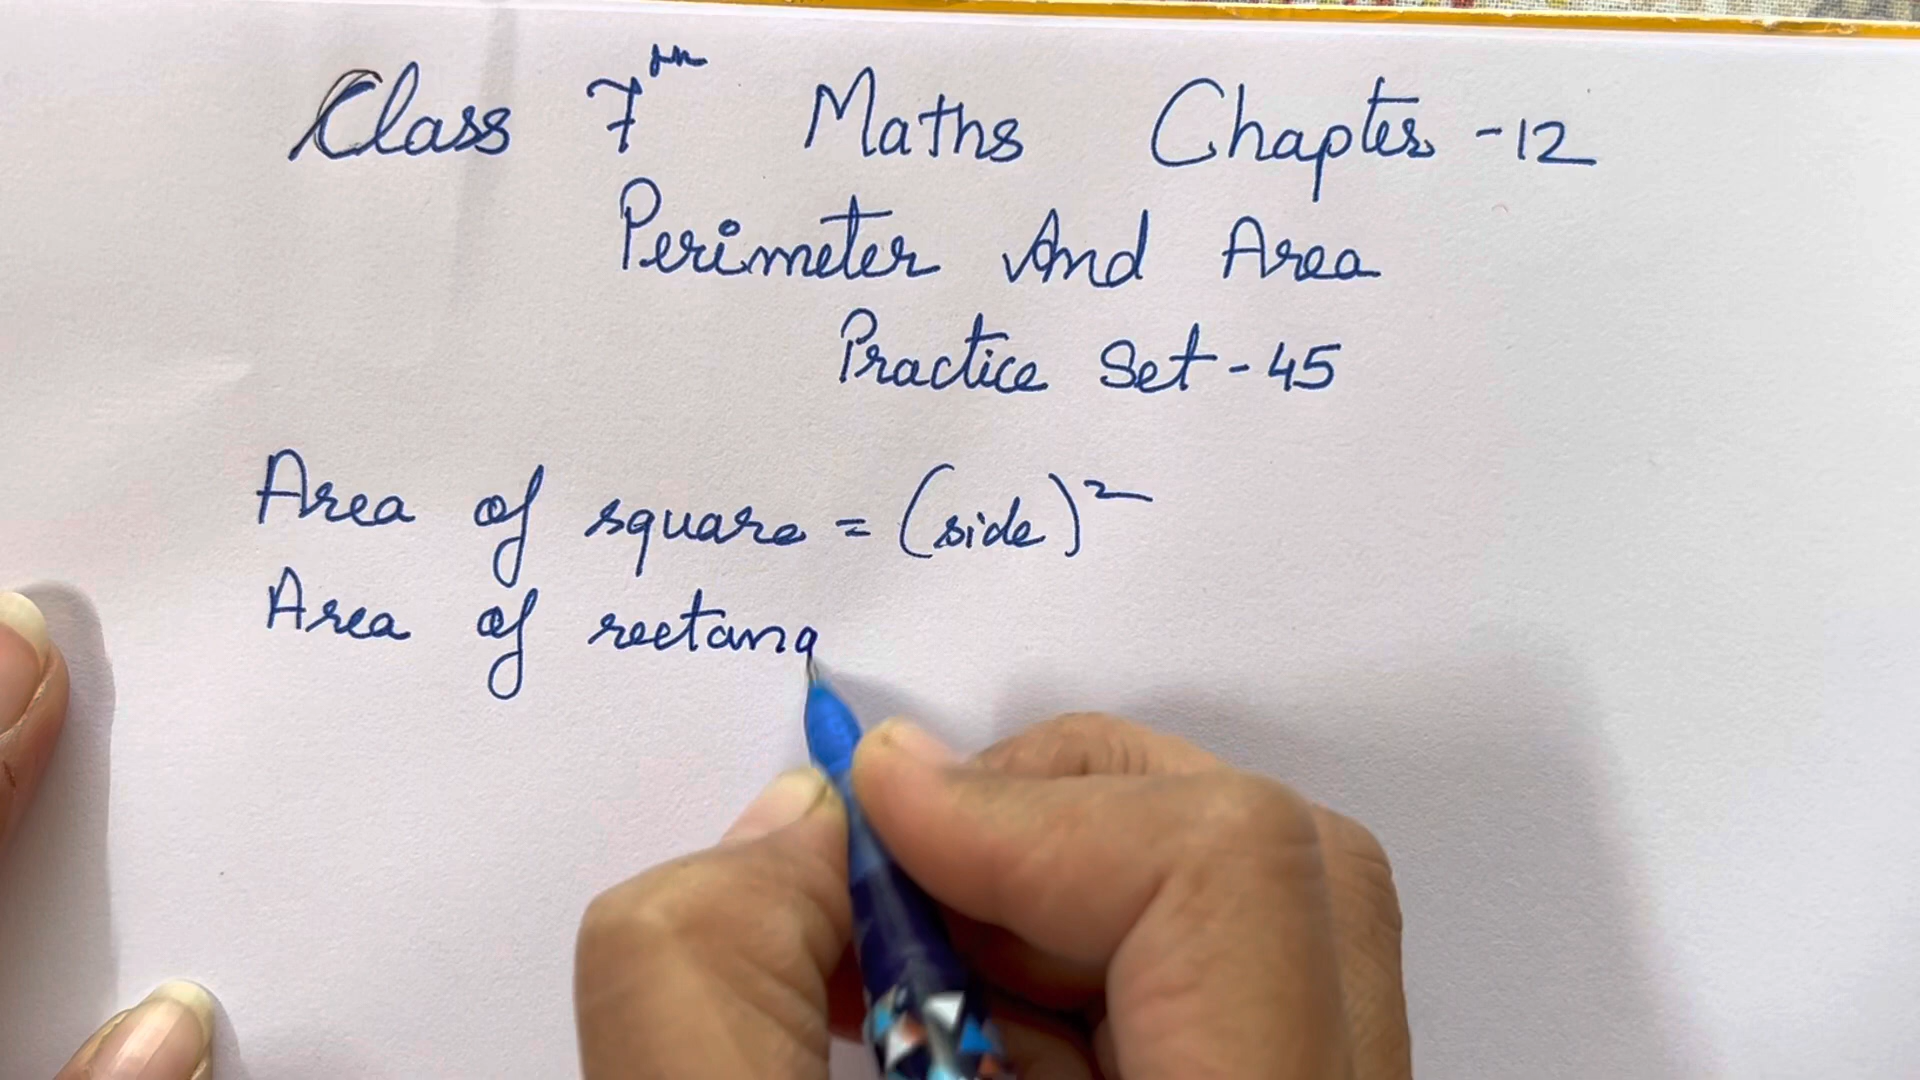 Class 7th Maths Chapter - 12
Perimeter And Area
Practice Set - 45
Area of square = (side)²
Area of rectang